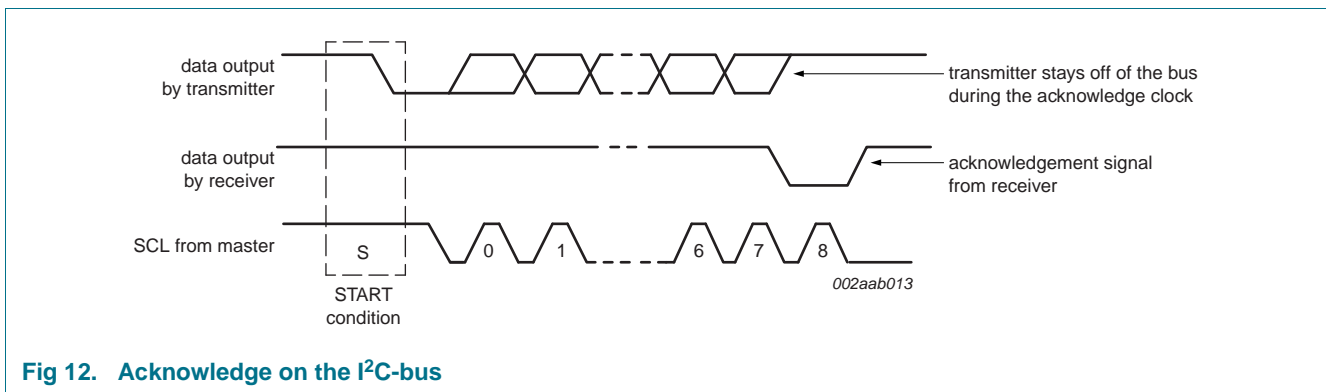 data output
by transmitter
transmitter stays off of the bus
during the acknowledge clock
data output
by receiver
acknowledgement signal
from receiver
SCL from master
S
0
1
6
7
8
002aab013
START
condition
Fig 12. Acknowledge on the I²C-bus